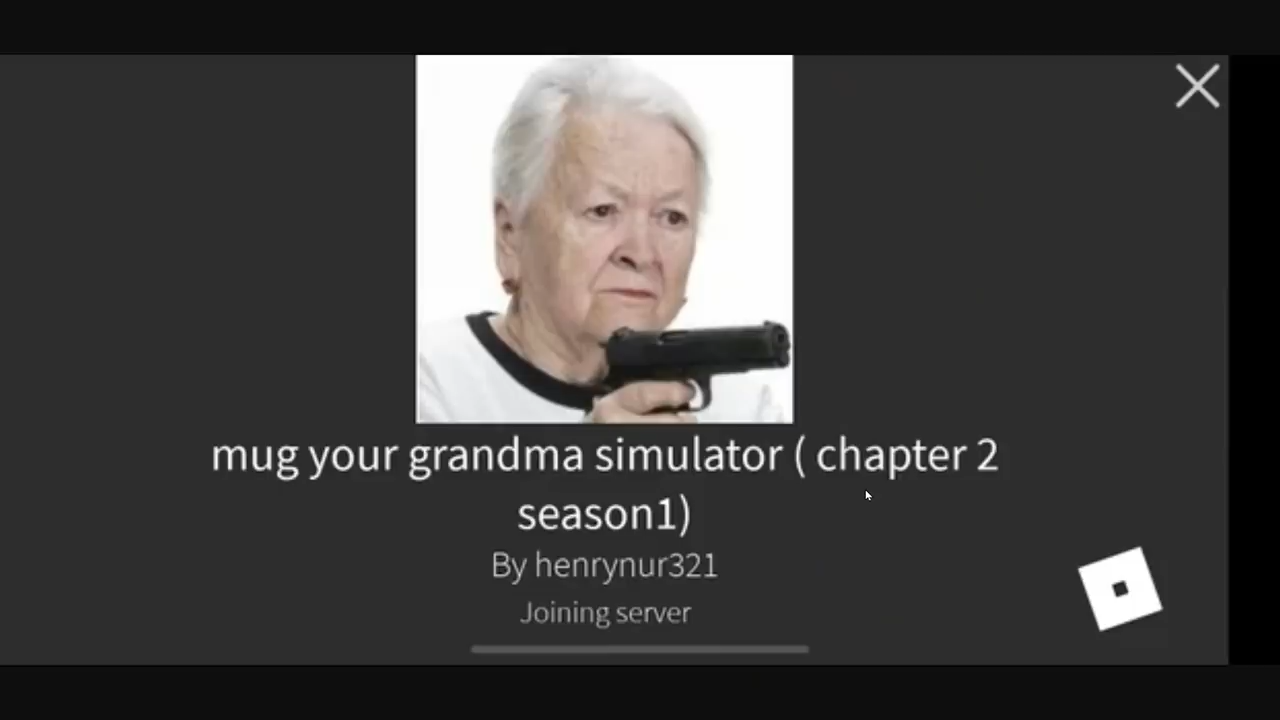 mug your grandma simulator ( chapter 2
season1)
By henrynur321
Joining server